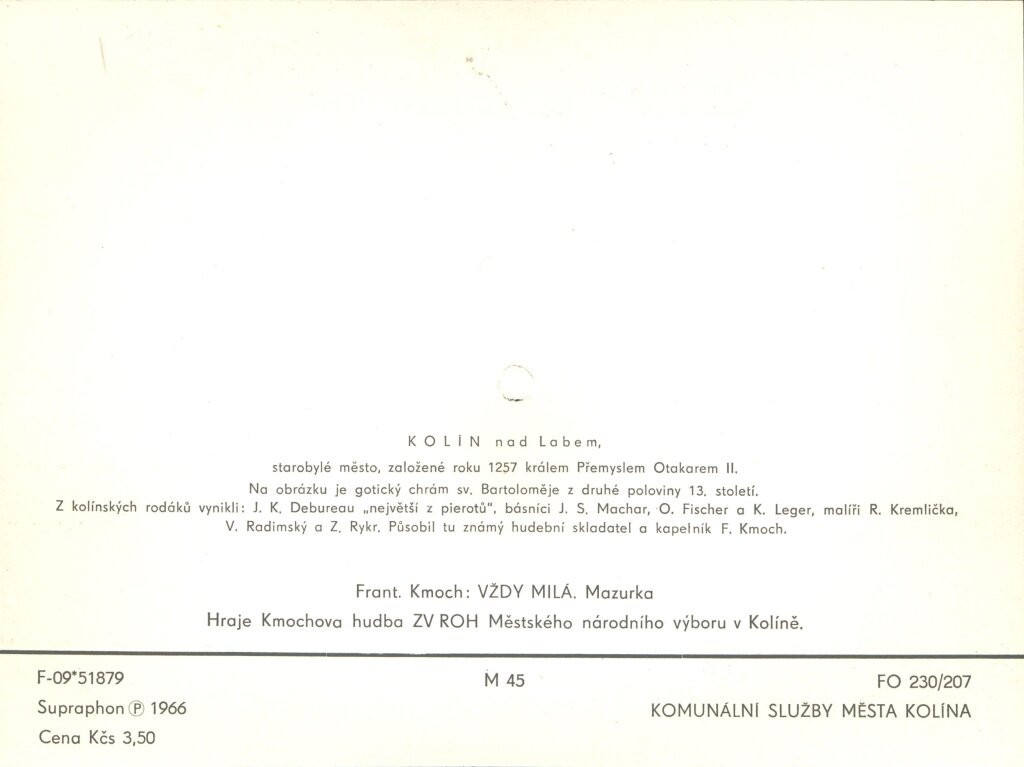 KOLÍN nad Labem,
starobylé město, založené roku 1257 králem Přemyslem Otakarem II.
Na obrázku je gotický chrám sv. Bartoloměje z druhé poloviny 13. století.
Z kolínských rodáků vynikli: J. K. Debureau „největší z pierotů“, básníci J. S. Machar, O. Fischer a K. Leger, malíři R. Kremlička,
V. Radimský a Z. Rykr. Působil tu známý hudební skladatel a kapelník F. Kmoch.
Frant. Kmoch: VŽDY MILÁ. Mazurka
Hraje Kmochova hudba ZV ROH Městského národního výboru v Kolíně.
F-09*51879
Supraphon Ⓟ 1966
Cena Kčs 3,50
M 45
FO 230/207
KOMUNÁLNÍ SLUŽBY MĚSTA KOLÍNA